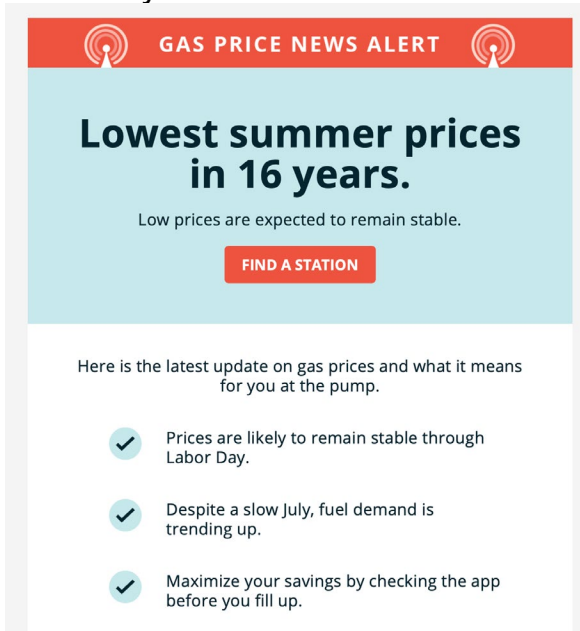 GAS PRICE NEWS ALERT
Lowest summer prices
in 16 years.
Low prices are expected to remain stable.
FIND A STATION
Here is the latest update on gas prices and what it means
for you at the pump.
Prices are likely to remain stable through
Labor Day.
Despite a slow July, fuel demand is
trending up.
Maximize your savings by checking the app
before you fill up.